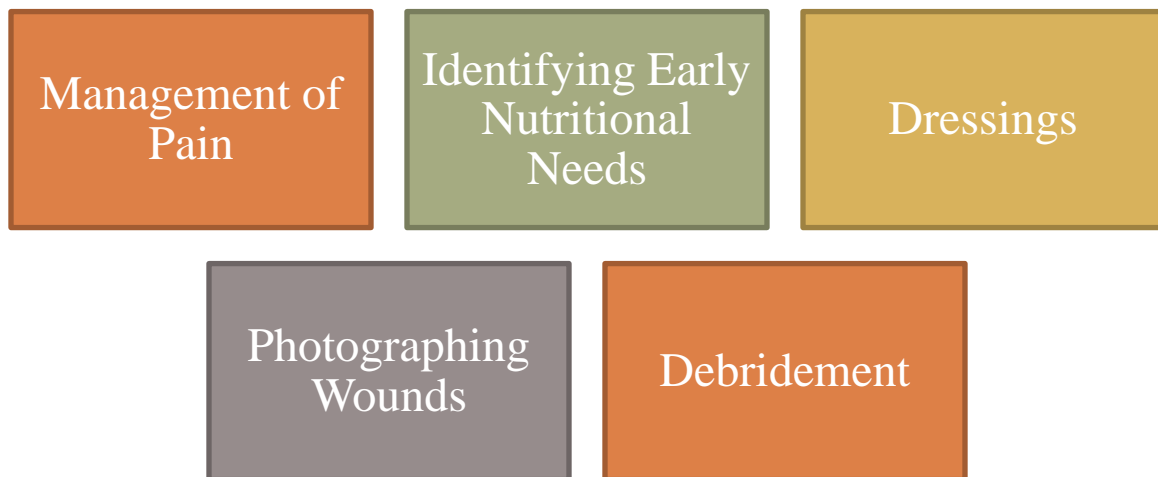 Management of
Pain
Identifying Early
Nutritional
Needs
Dressings
Photographing
Wounds
Debridement